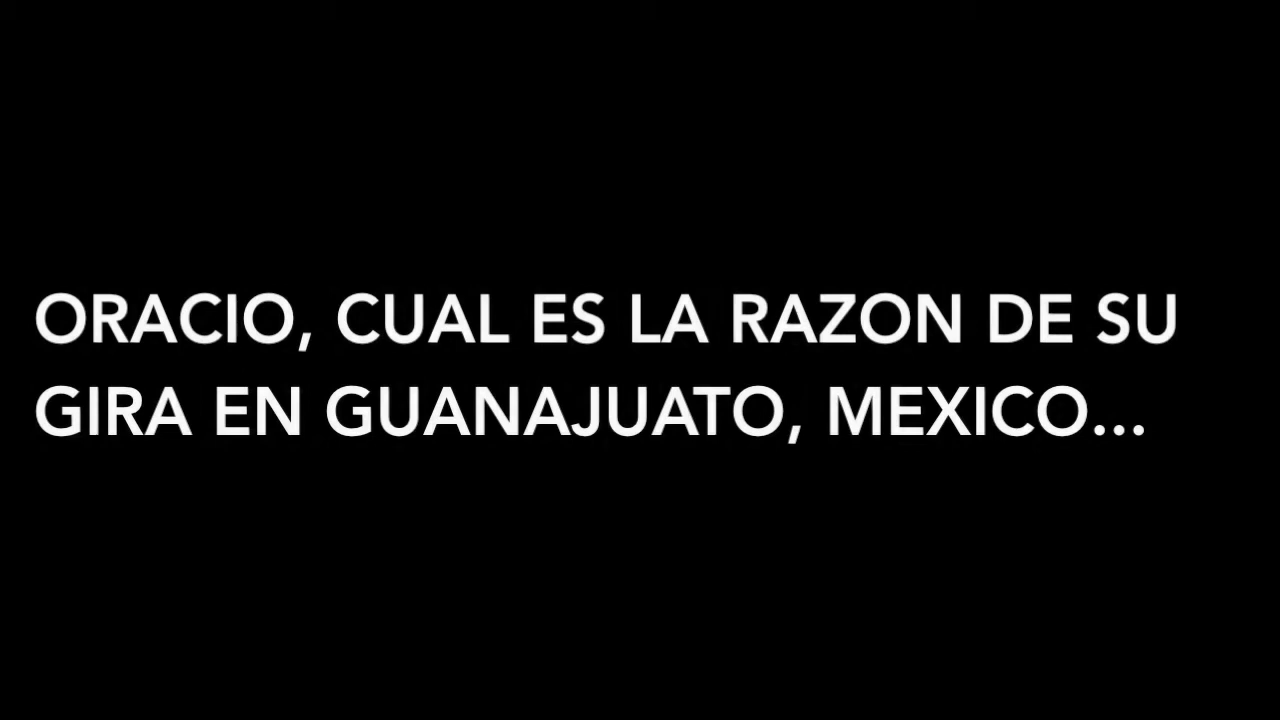 ORACIO, CUAL ES LA RAZON DE SU
GIRA EN GUANAJUATO, MEXICO...